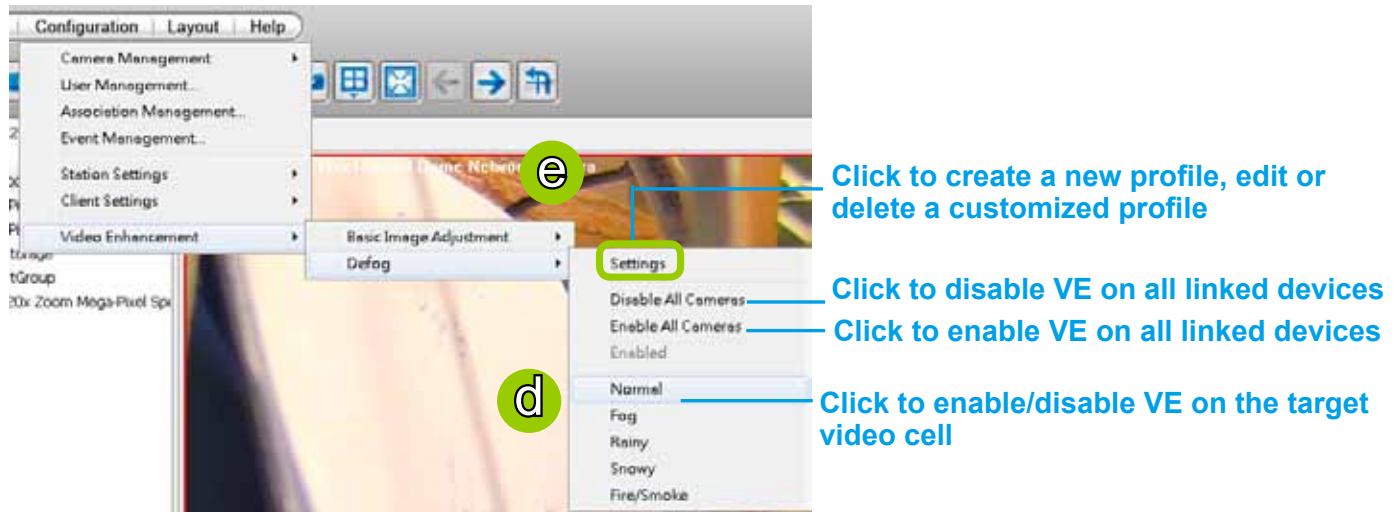 Configuration Layout Help
Camera Management
User Management...
Association Management...
Event Management...
Station Settings
Client Settings
Video Enhancement
Basic Image Adjustment
Defog
tGroup
20x Zoom Mega-Pixel
Dome Network
e
Settings
Disable All Cameras
Enable All Cameras
Enabled
d
Normal
Fog
Rainy
Snowy
Fire/Smoke
Click to create a new profile, edit or
delete a customized profile
Click to disable VE on all linked devices
Click to enable VE on all linked devices
Click to enable/disable VE on the target
video cell